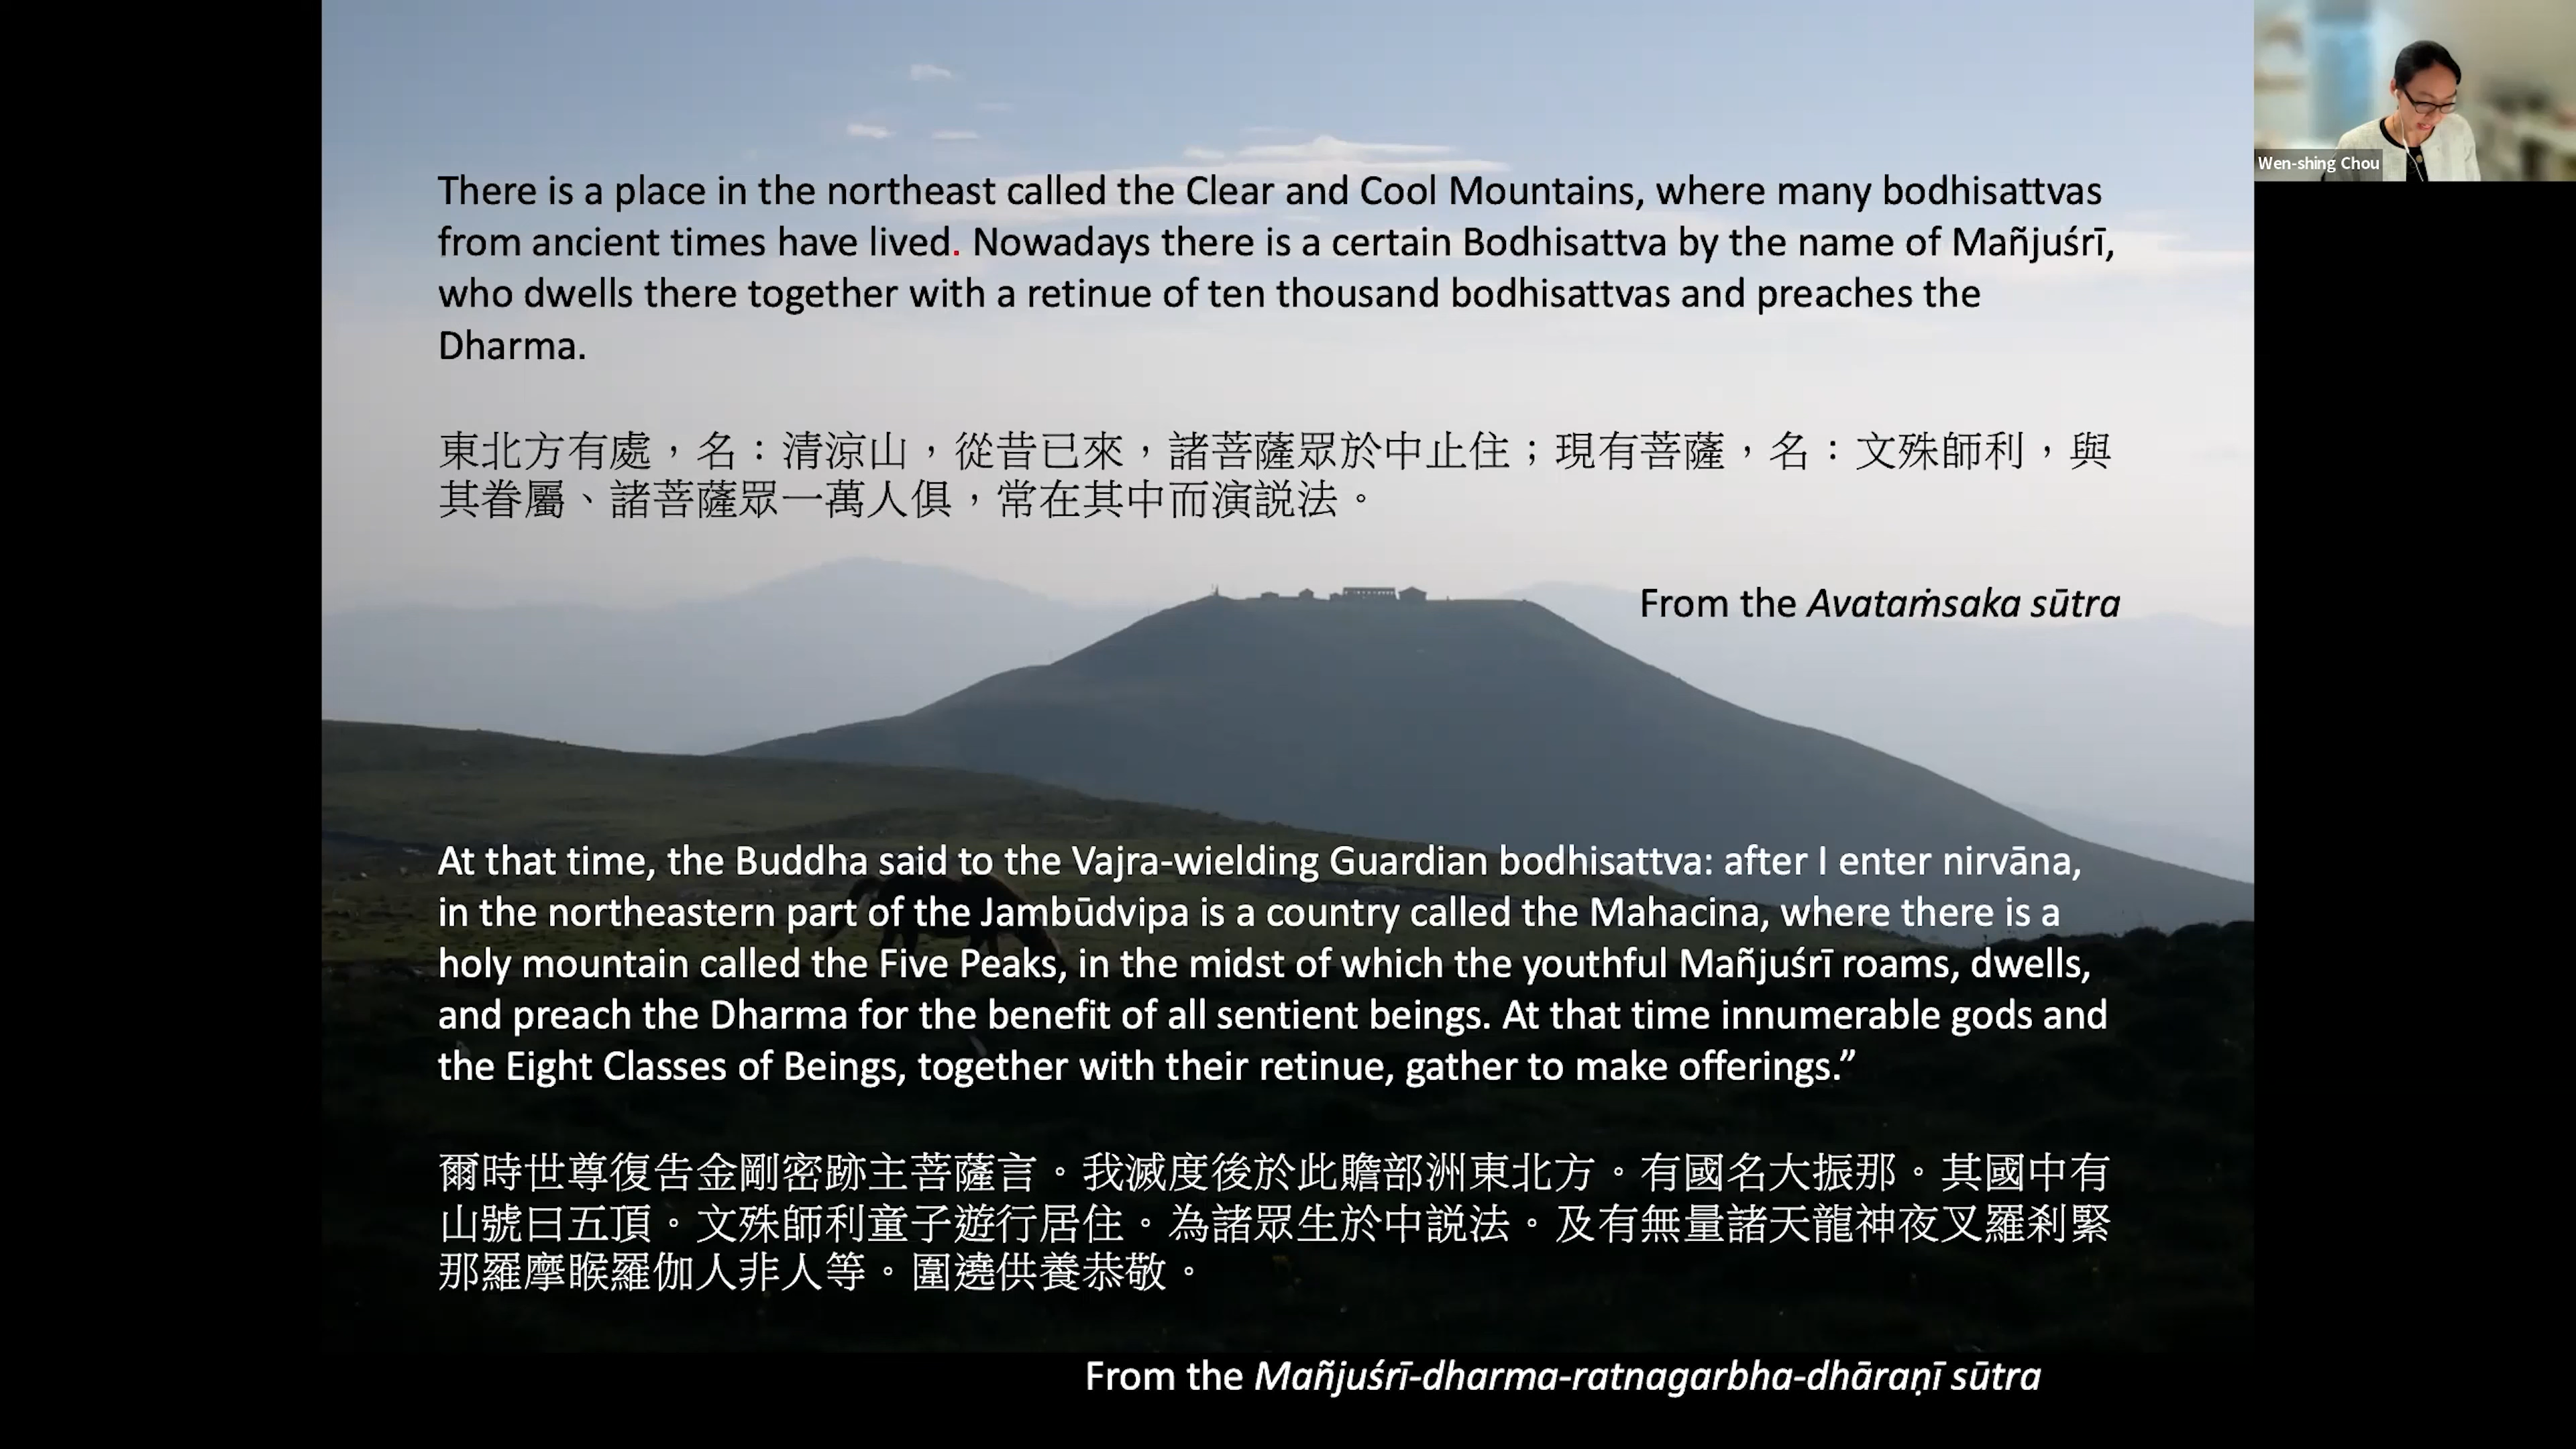 There is a place in the northeast called the Clear and Cool Mountains, where many bodhisattvas
from ancient times have lived. Nowadays there is a certain Bodhisattva by the name of Mañjuśrī,
who dwells there together with a retinue of ten thousand bodhisattvas and preaches the
Dharma.
東北方有處，名：清涼山，從昔已來，諸菩薩眾於中止住；現有菩薩，名：文殊師利，與
其眷屬、諸菩薩眾一萬人俱，常在其中而演説法。
From the Avataṁsaka sūtra
At that time, the Buddha said to the Vajra-wielding Guardian bodhisattva: after I enter nirvāna,
in the northeastern part of the Jambūdvipa is a country called the Mahacina, where there is a
holy mountain called the Five Peaks, in the midst of which the youthful Mañjuśrī roams, dwells,
and preach the Dharma for the benefit of all sentient beings. At that time innumerable gods and
the Eight Classes of Beings, together with their retinue, gather to make offerings.”
爾時世尊復告金剛密跡主菩薩言。我滅度後於此贍部洲東北方。有國名大振那。其國中有
山號曰五頂。文殊師利童子遊行居住。為諸眾生於中説法。及有無量諸天龍神夜叉羅剎緊
那羅摩睺羅伽人非人等。圍遶供養恭敬。
From the Mañjuśrī-dharma-ratnagarbha-dhāraṇī sūtra
Wen-shing Chou